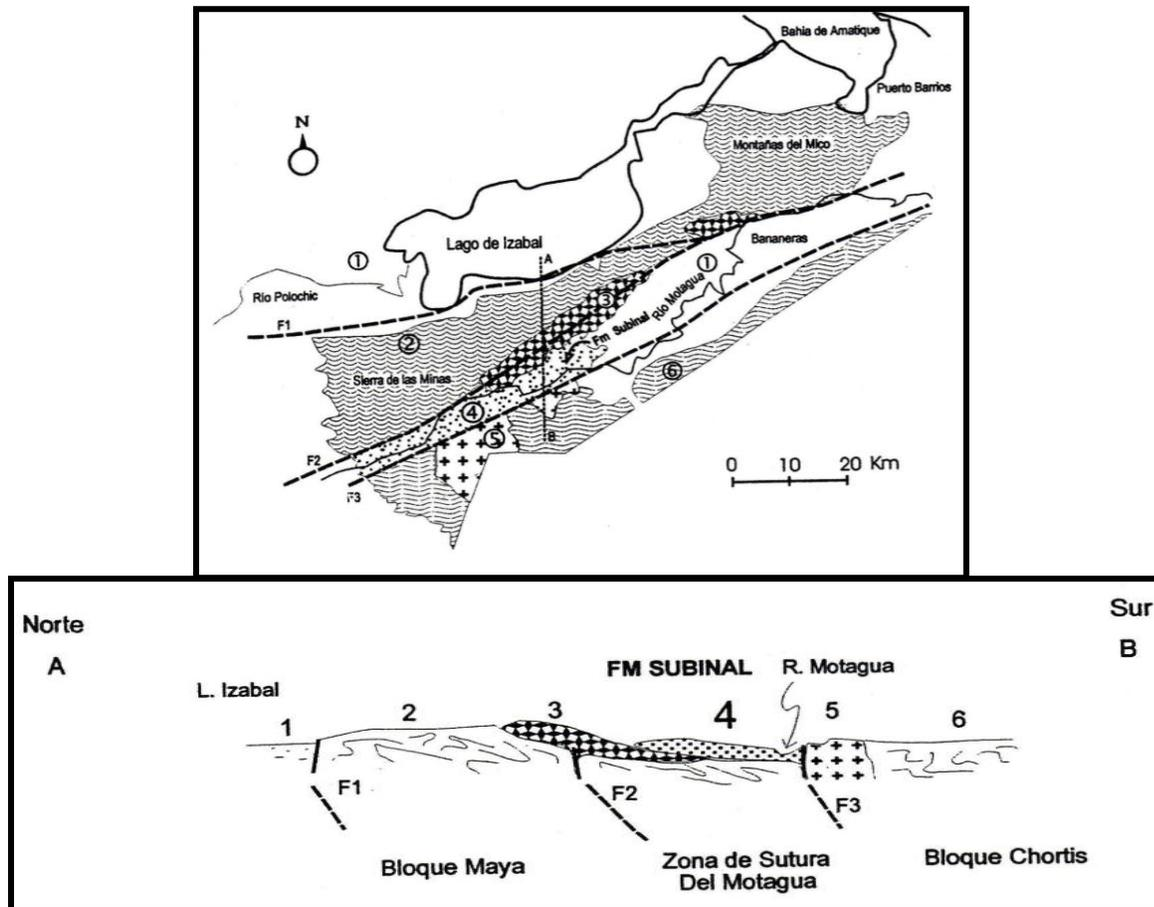 Bahia de Amatique
Puerto Barrios
N
Montañas del Mico
Lago de Izabal
A
Bananeras
①
①
Río Polochic
③
Río Motagua
F1
Fm Subinal
②
Sierra de las Minas
⑥
④
⑤
B
F2
F3
0 10 20 Km
Norte
Sur
A
B
FM SUBINAL
R. Motagua
L. Izabal
1 2 3 4 5 6
F1
F2
F3
Bloque Maya
Zona de Sutura
Del Motagua
Bloque Chortis